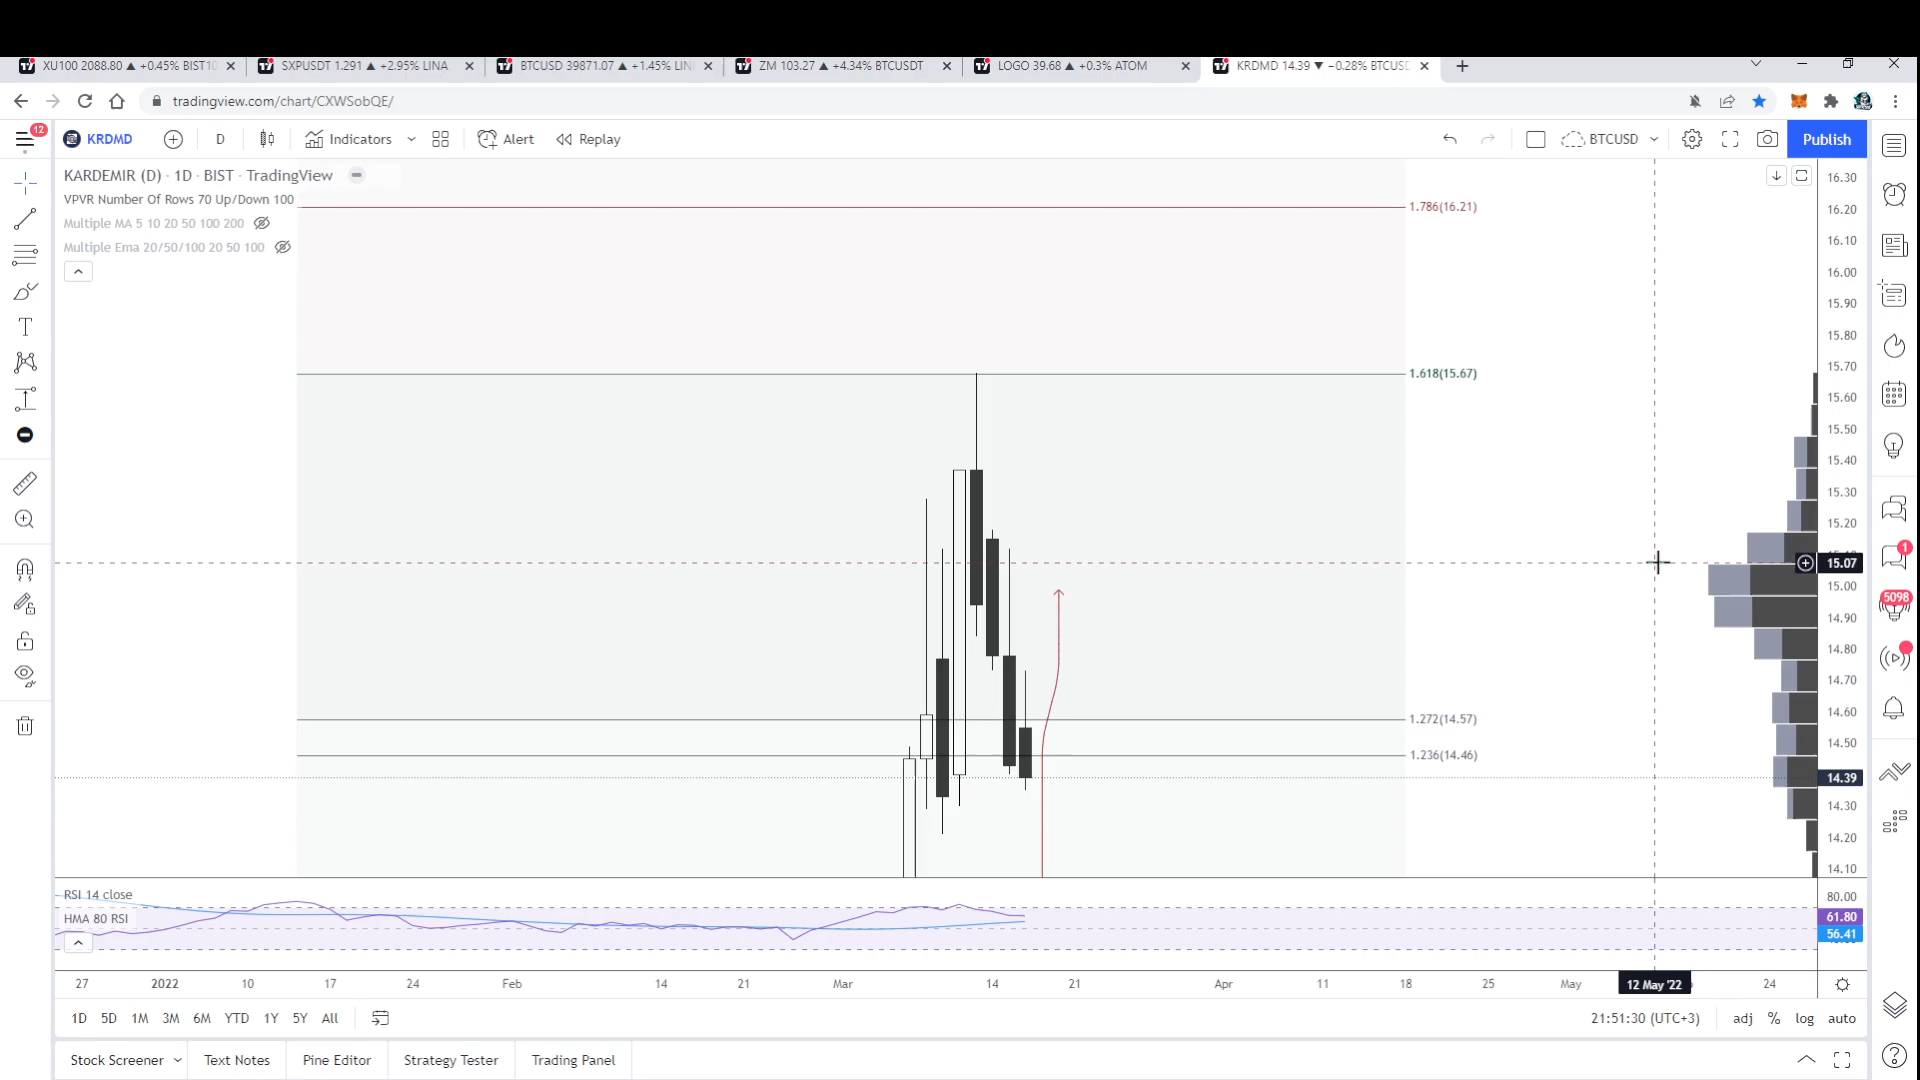 XU100 2088.80 ▲ +0.45% BIST10
SXPUSDT 1.291 ▲ +2.95% LINA
BTCUSD 39871.07 ▲ +1.45% LIN
ZM 103.27 ▲ +4.34% BTCUSDT
LOGO 39.68 ▲ +0.3% ATOM
KRDMD 14.39 ▼ −0.28% BTCUSD
tradingview.com/chart/CXWSobQE/
12
KRDMD
D
Indicators
Alert
Replay
BTCUSD
Publish
KARDEMIR (D) · 1D · BIST · TradingView
VPVR Number Of Rows 70 Up/Down 100
Multiple MA 5 10 20 50 100 200
Multiple Ema 20/50/100 20 50 100
1.786(16.21)
1.618(15.67)
1.272(14.57)
1.236(14.46)
16.30
16.20
16.10
16.00
15.90
15.80
15.70
15.60
15.50
15.40
15.30
15.20
15.07
15.00
14.90
14.80
14.70
14.60
14.50
14.39
14.30
14.20
14.10
1
5098
RSI 14 close
HMA 80 RSI
80.00
61.80
56.41
27 2022 10 17 24 Feb 14 21 Mar 14 21 Apr 11 18 25 May 12 May '22 24
1D 5D 1M 3M 6M YTD 1Y 5Y All
21:51:30 (UTC+3) adj % log auto
Stock Screener Text Notes Pine Editor Strategy Tester Trading Panel